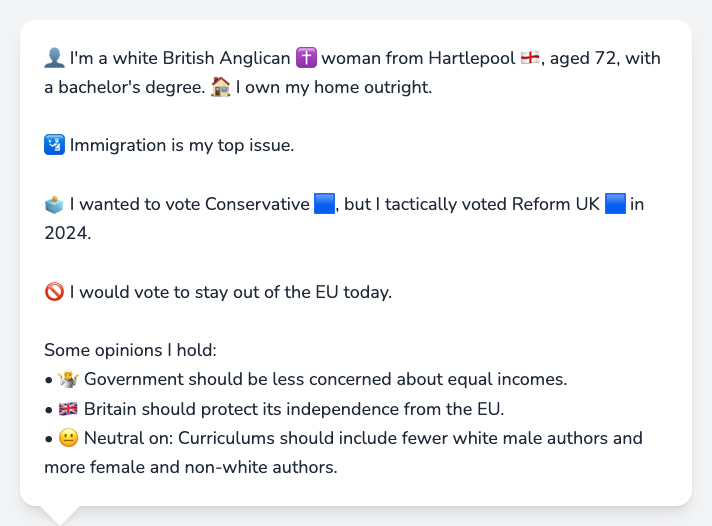 👤 I'm a white British Anglican ✝️ woman from Hartlepool 🏴󠁧󠁢󠁥󠁮󠁧󠁿, aged 72, with
a bachelor's degree. 🏠 I own my home outright.
🛂 Immigration is my top issue.
🗳️ I wanted to vote Conservative 🟦, but I tactically voted Reform UK 🟦 in
2024.
🚫 I would vote to stay out of the EU today.
Some opinions I hold:
• 🤷 Government should be less concerned about equal incomes.
• 🇬🇧 Britain should protect its independence from the EU.
• 😐 Neutral on: Curriculums should include fewer white male authors and
more female and non-white authors.